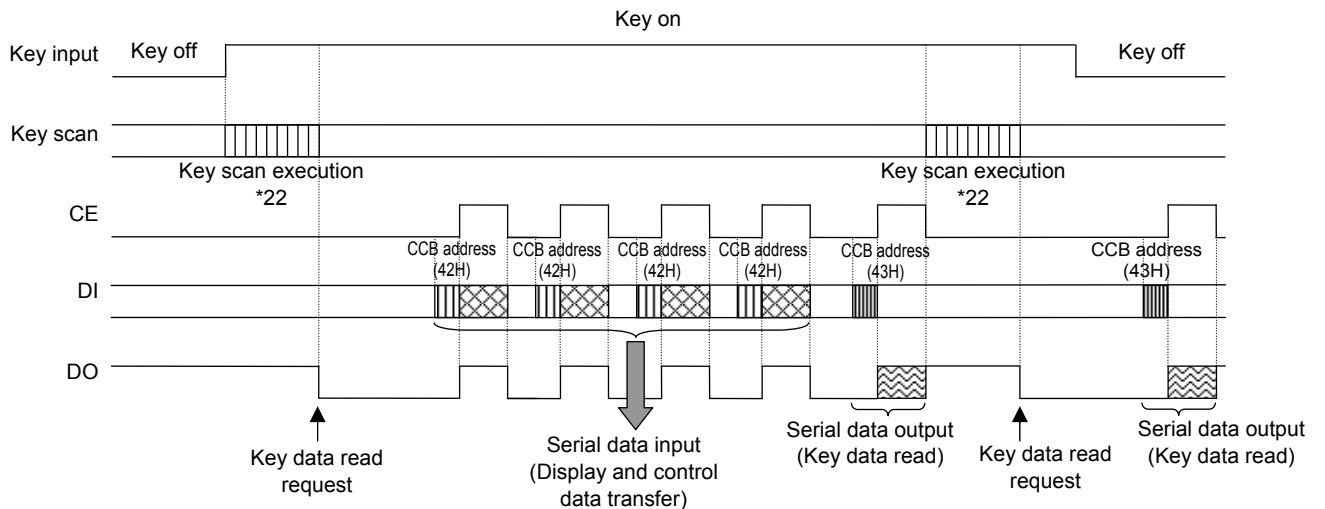 Key on
Key input
Key off
Key off
Key scan
Key scan execution
*22
Key scan execution
*22
CE
CCB address
(42H)
CCB address
(42H)
CCB address
(42H)
CCB address
(42H)
CCB address
(43H)
CCB address
(43H)
DI
DO
Key data read
request
Serial data input
(Display and control
data transfer)
Serial data output
(Key data read)
Key data read
request
Serial data output
(Key data read)